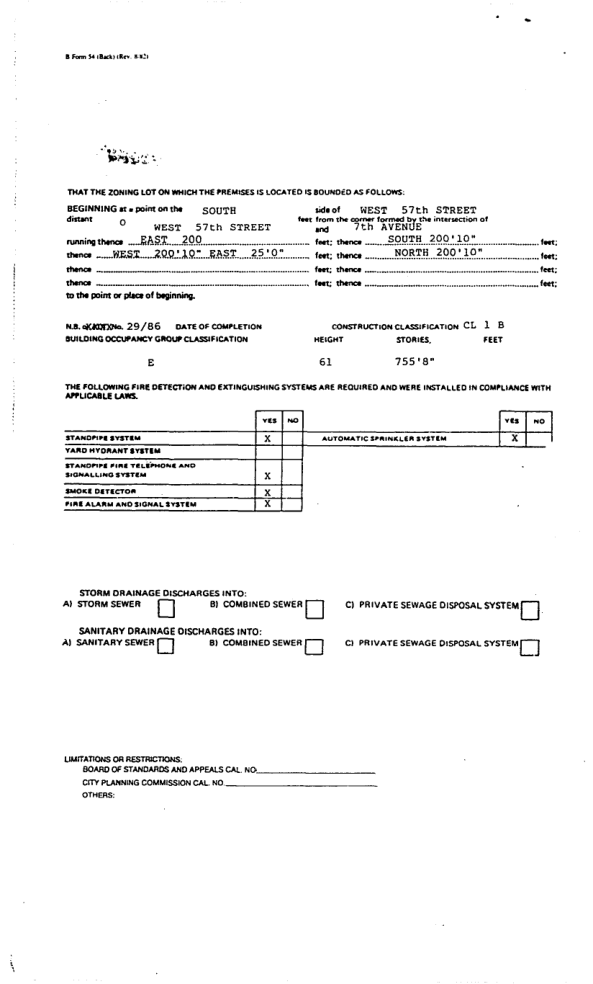 B Form 54 (Back) (Rev. 8-82)
THAT THE ZONING LOT ON WHICH THE PREMISES IS LOCATED IS BOUNDED AS FOLLOWS:
BEGINNING at a point on the SOUTH side of WEST 57th STREET
distant 0 feet from the corner formed by the intersection of
WEST 57th STREET and 7th AVENUE
running thence EAST 200 feet; thence SOUTH 200'10" feet;
thence WEST 200'10" EAST 25'0" feet; thence NORTH 200'10" feet;
thence feet; thence feet;
thence feet; thence feet;
to the point or place of beginning.
N.B. No. 29/86 DATE OF COMPLETION CONSTRUCTION CLASSIFICATION CL 1 B
BUILDING OCCUPANCY GROUP CLASSIFICATION HEIGHT STORIES, FEET
E 61 755'8"
THE FOLLOWING FIRE DETECTION AND EXTINGUISHING SYSTEMS ARE REQUIRED AND WERE INSTALLED IN COMPLIANCE WITH
APPLICABLE LAWS.
YES NO YES NO
STANDPIPE SYSTEM X AUTOMATIC SPRINKLER SYSTEM X
YARD HYDRANT SYSTEM
STANDPIPE FIRE TELEPHONE AND
SIGNALLING SYSTEM X
SMOKE DETECTOR X
FIRE ALARM AND SIGNAL SYSTEM X
STORM DRAINAGE DISCHARGES INTO:
A) STORM SEWER B) COMBINED SEWER C) PRIVATE SEWAGE DISPOSAL SYSTEM
SANITARY DRAINAGE DISCHARGES INTO:
A) SANITARY SEWER B) COMBINED SEWER C) PRIVATE SEWAGE DISPOSAL SYSTEM
LIMITATIONS OR RESTRICTIONS:
BOARD OF STANDARDS AND APPEALS CAL. NO.
CITY PLANNING COMMISSION CAL. NO.
OTHERS: